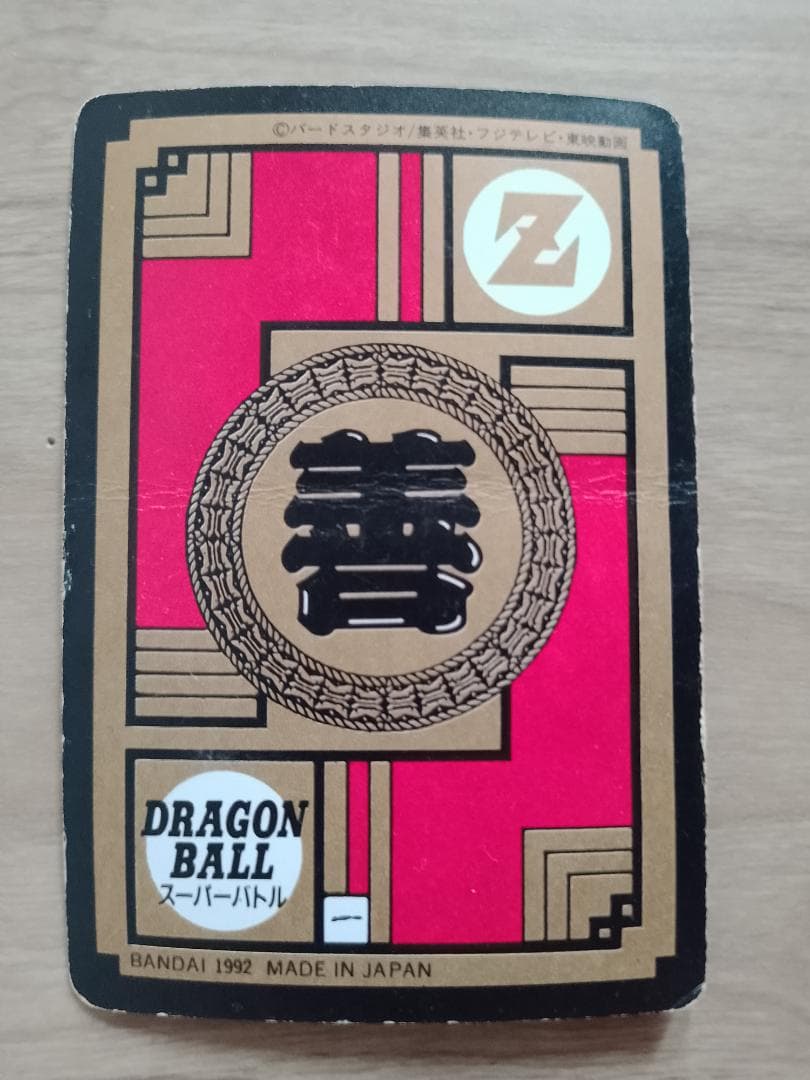 ©バードスタジオ/集英社・フジテレビ・東映動画
Z
善
DRAGON
BALL
スーパーバトル
一
BANDAI 1992 MADE IN JAPAN